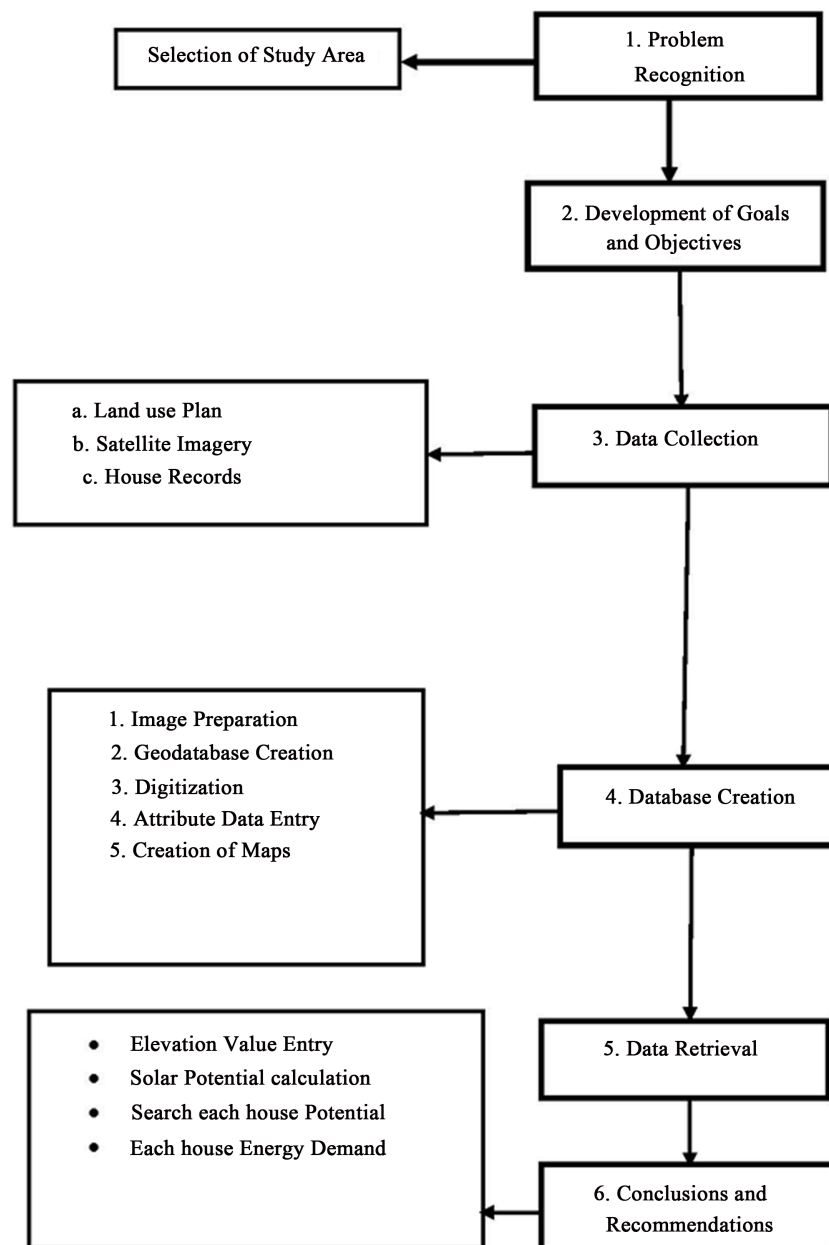 Selection of Study Area
1. Problem
Recognition
2. Development of Goals
and Objectives
a. Land use Plan
b. Satellite Imagery
c. House Records
3. Data Collection
1. Image Preparation
2. Geodatabase Creation
3. Digitization
4. Attribute Data Entry
5. Creation of Maps
4. Database Creation
5. Data Retrieval
• Elevation Value Entry
• Solar Potential calculation
• Search each house Potential
• Each house Energy Demand
6. Conclusions and
Recommendations